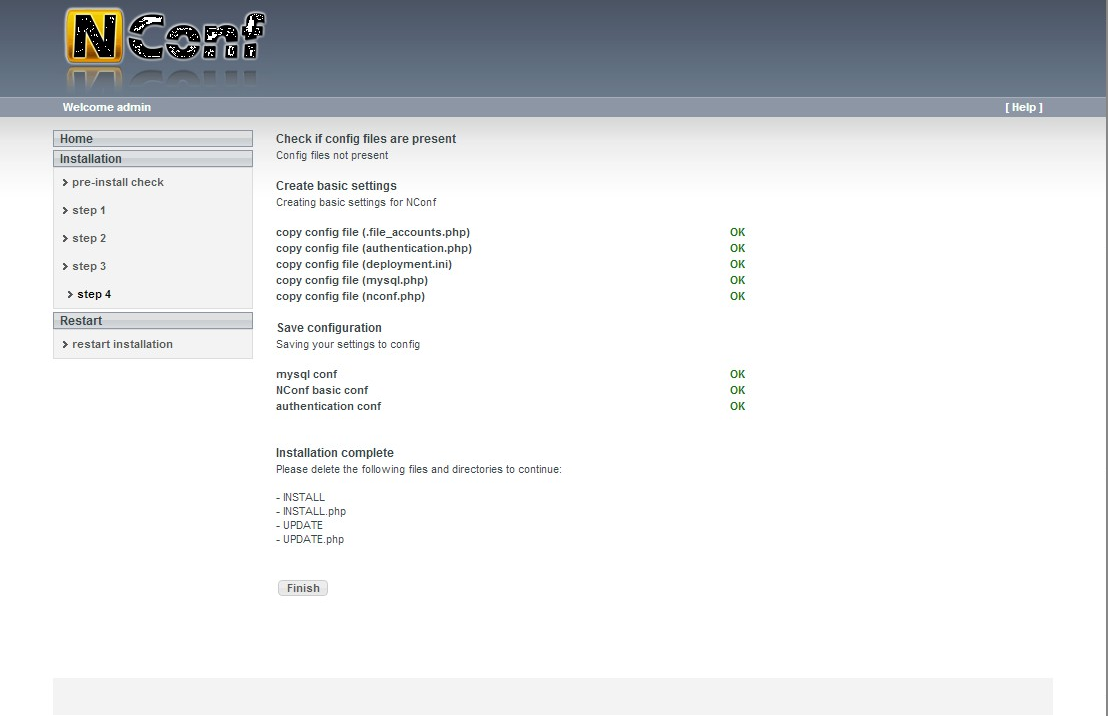 NConf
Welcome admin
[ Help ]
Home
Installation
pre-install check
step 1
step 2
step 3
step 4
Restart
restart installation
Check if config files are present
Config files not present
Create basic settings
Creating basic settings for NConf
copy config file (.file_accounts.php) OK
copy config file (authentication.php) OK
copy config file (deployment.ini) OK
copy config file (mysql.php) OK
copy config file (nconf.php) OK
Save configuration
Saving your settings to config
mysql conf OK
NConf basic conf OK
authentication conf OK
Installation complete
Please delete the following files and directories to continue:
- INSTALL
- INSTALL.php
- UPDATE
- UPDATE.php
Finish